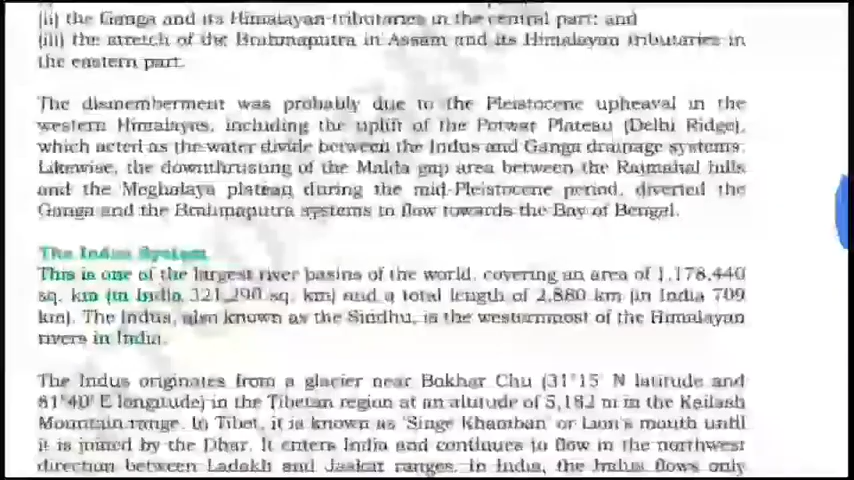 (ii) the Ganga and its Himalayan tributaries in the central part; and
(iii) the stretch of the Brahmaputra in Assam and its Himalayan tributaries in
the eastern part.
The dismemberment was probably due to the Pleistocene upheaval in the
western Himalayas, including the uplift of the Potwar Plateau (Delhi Ridge),
which acted as the water divide between the Indus and Ganga drainage systems.
Likewise, the downthrusting of the Malda gap area between the Rajmahal hills
and the Meghalaya plateau during the mid-Pleistocene period, diverted the
Ganga and the Brahmaputra systems to flow towards the Bay of Bengal.
The Indus System
This is one of the largest river basins of the world, covering an area of 1,178,440
sq. km (in India 321,290 sq. km) and a total length of 2,880 km (in India 709
km). The Indus, also known as the Sindhu, is the westernmost of the Himalayan
rivers in India.
The Indus originates from a glacier near Bokhar Chu (31°15' N latitude and
81°40' E longitude) in the Tibetan region at an altitude of 5,182 m in the Kailash
Mountain range. In Tibet, it is known as 'Singe Khamban' or Lion's mouth until
it is joined by the Dhar. It enters India and continues to flow in the northwest
direction between Ladakh and Jaskar ranges. In India, the Indus flows only